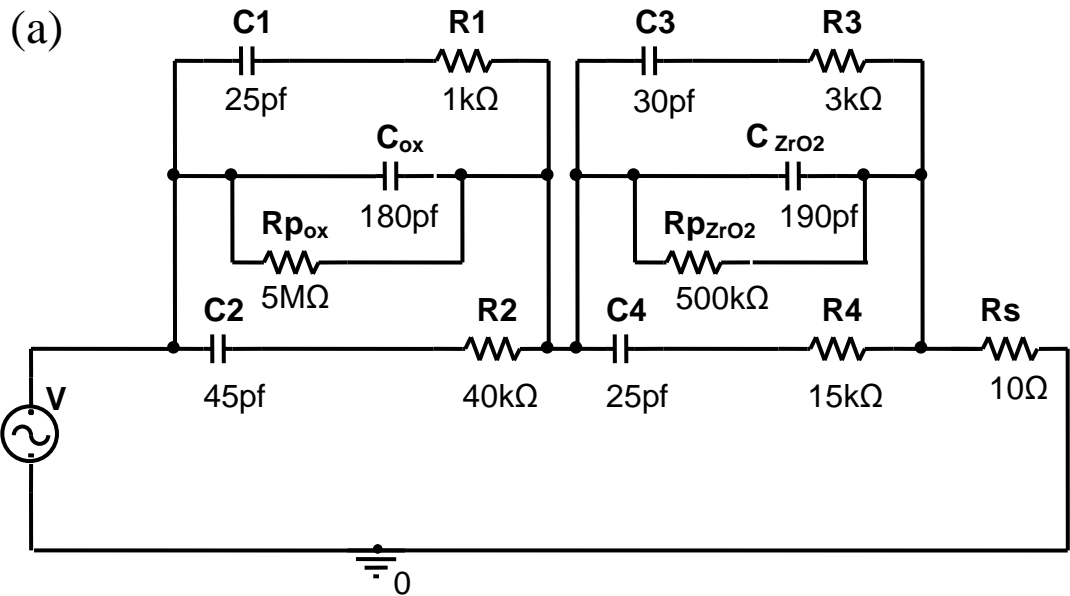 (a)
C1 R1 C3 R3
25pf 1kΩ 30pf 3kΩ
Cox C ZrO2
180pf 190pf
Rpox RpZrO2
5MΩ 500kΩ
C2 R2 C4 R4 Rs
45pf 40kΩ 25pf 15kΩ 10Ω
V
0